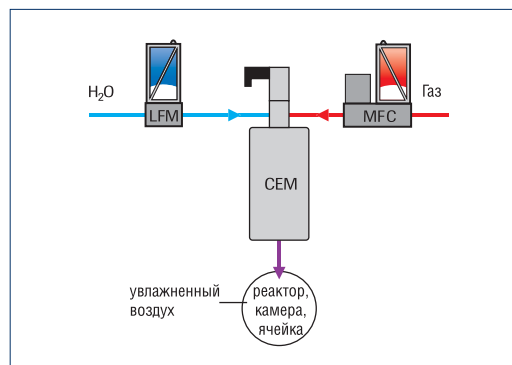 H₂O
LFM
MFC
Газ
CEM
увлажненный
воздух
реактор,
камера,
ячейка